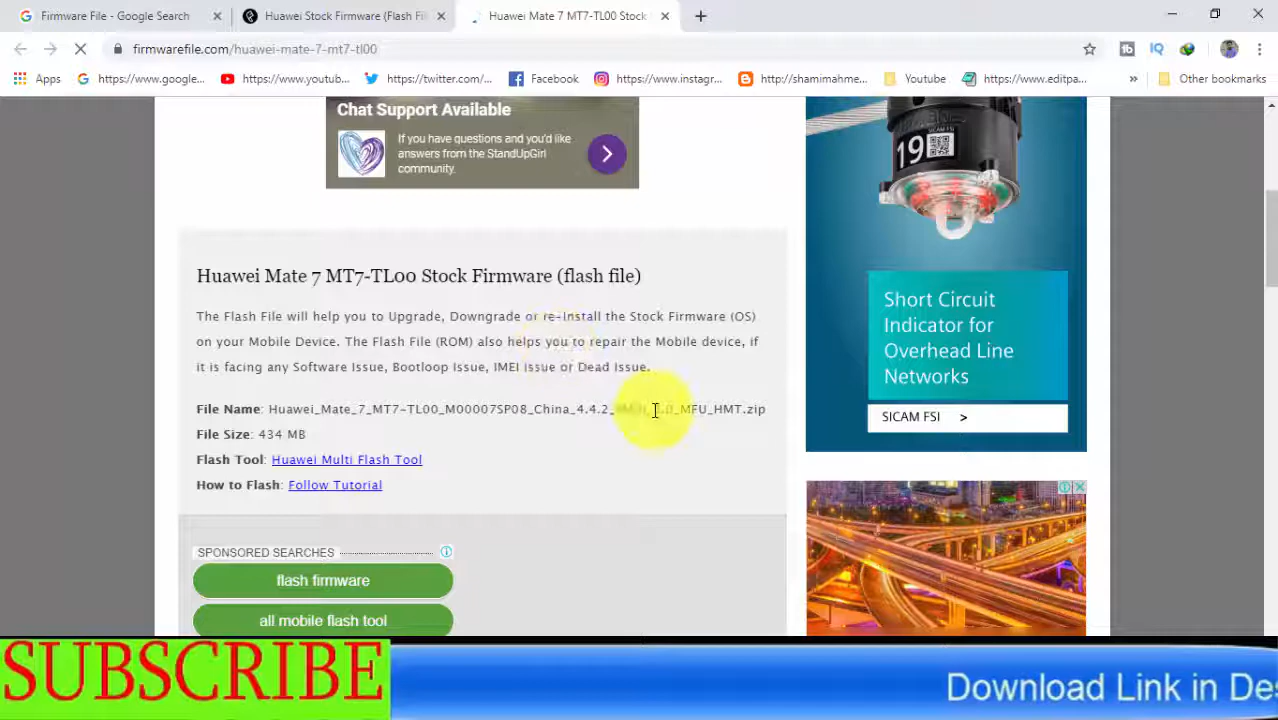 Firmware File - Google Search
Huawei Stock Firmware (Flash Fil
Huawei Mate 7 MT7-TL00 Stock
firmwarefile.com/huawei-mate-7-mt7-tl00
Apps
https://www.google...
https://www.youtub...
https://twitter.com/...
Facebook
https://www.instagr...
http://shamimahme...
Youtube
https://www.editpa...
Other bookmarks
Chat Support Available
If you have questions and you'd like
answers from the StandUpGirl
community.
19
SICAM FSI
Short Circuit
Indicator for
Overhead Line
Networks
SICAM FSI >
Huawei Mate 7 MT7-TL00 Stock Firmware (flash file)
The Flash File will help you to Upgrade, Downgrade or re-Install the Stock Firmware (OS)
on your Mobile Device. The Flash File (ROM) also helps you to repair the Mobile device, if
it is facing any Software Issue, Bootloop Issue, IMEI Issue or Dead Issue.
File Name: Huawei_Mate_7_MT7-TL00_M00007SP08_China_4.4.2_ _MFU_HMT.zip
File Size: 434 MB
Flash Tool: Huawei Multi Flash Tool
How to Flash: Follow Tutorial
SPONSORED SEARCHES
flash firmware
all mobile flash tool
SUBSCRIBE
Download Link in Des